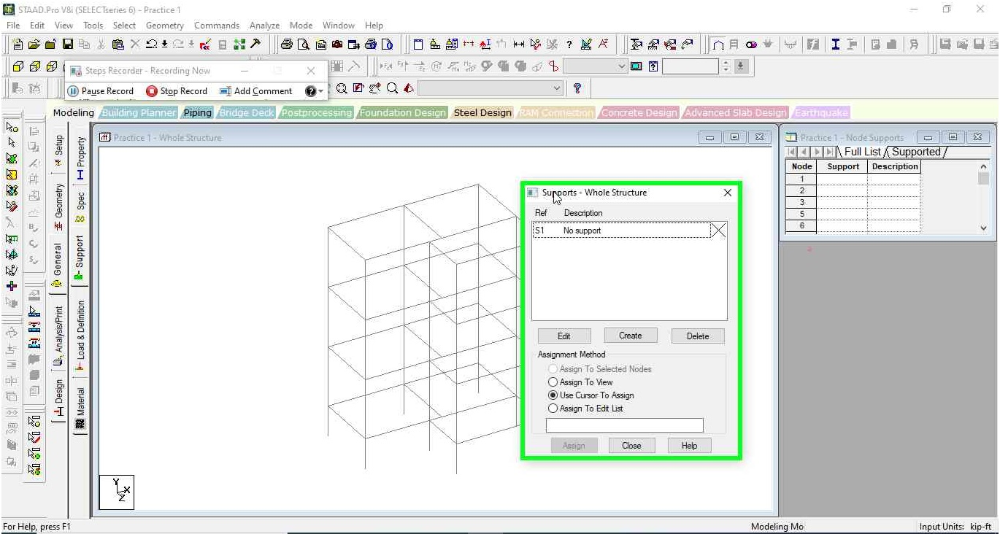 STAAD.Pro V8i (SELECTseries 6) - Practice 1
File Edit View Tools Select Geometry Commands Analyze Mode Window Help
Steps Recorder - Recording Now
Pause Record Stop Record Add Comment
Modeling Building Planner Piping Bridge Deck Postprocessing Foundation Design Steel Design RAM Connection Concrete Design Advanced Slab Design Earthquake
Setup
Geometry
General
Analysis/Print
Design
Property
Spec
Support
Load & Definition
Material
Practice 1 - Whole Structure
Y
X
Z
Supports - Whole Structure
Ref Description
S1 No support
Edit Create Delete
Assignment Method
Assign To Selected Nodes
Assign To View
Use Cursor To Assign
Assign To Edit List
Assign Close Help
Practice 1 - Node Supports
Full List Supported
Node Support Description
1
2
3
5
6
For Help, press F1
Modeling Mo
Input Units: kip-ft